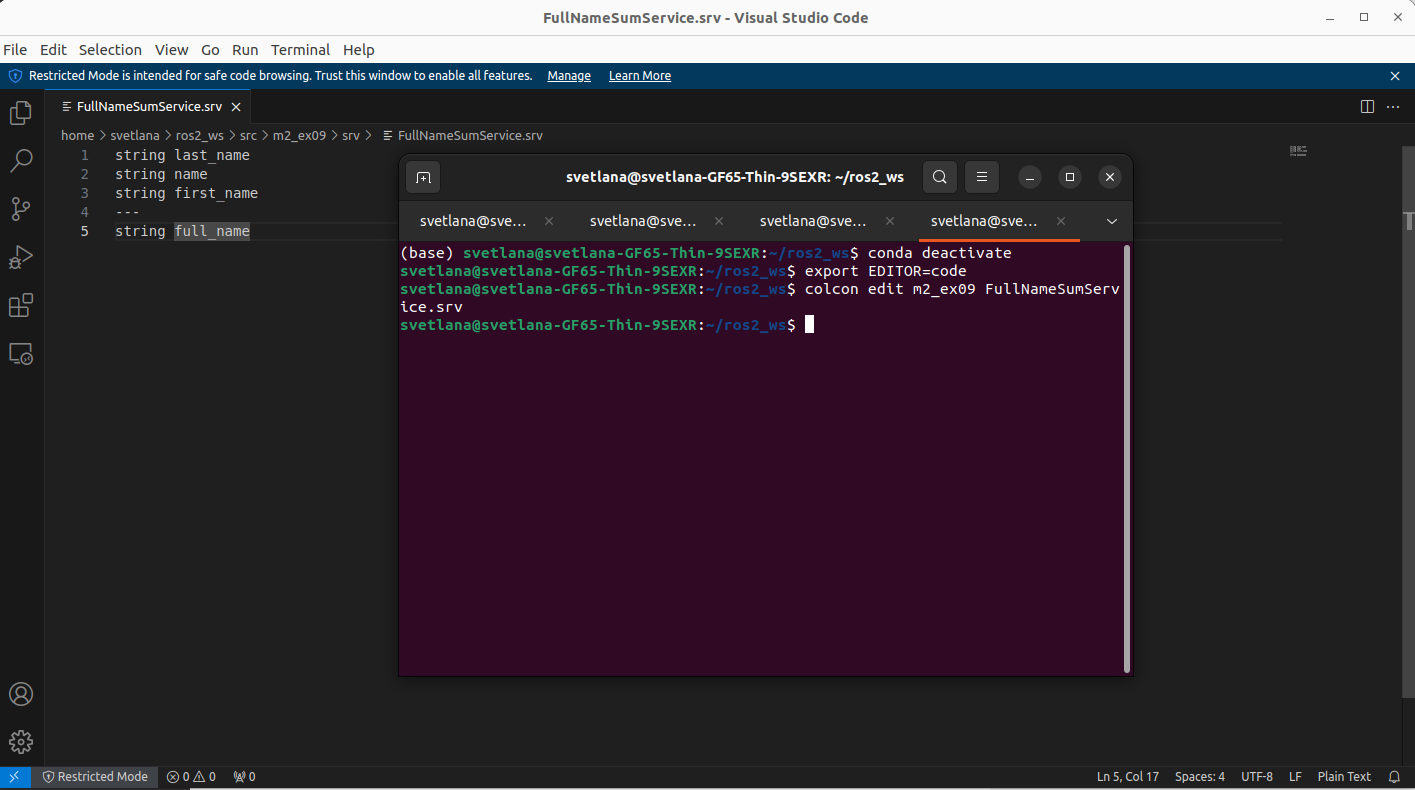 FullNameSumService.srv - Visual Studio Code
File Edit Selection View Go Run Terminal Help
Restricted Mode is intended for safe code browsing. Trust this window to enable all features. Manage Learn More
FullNameSumService.srv
home > svetlana > ros2_ws > src > m2_ex09 > srv > FullNameSumService.srv
1 string last_name
2 string name
3 string first_name
4 ---
5 string full_name
svetlana@svetlana-GF65-Thin-9SEXR: ~/ros2_ws
svetlana@sve... svetlana@sve... svetlana@sve... svetlana@sve...
(base) svetlana@svetlana-GF65-Thin-9SEXR:~/ros2_ws$ conda deactivate
svetlana@svetlana-GF65-Thin-9SEXR:~/ros2_ws$ export EDITOR=code
svetlana@svetlana-GF65-Thin-9SEXR:~/ros2_ws$ colcon edit m2_ex09 FullNameSumServ
ice.srv
svetlana@svetlana-GF65-Thin-9SEXR:~/ros2_ws$
Restricted Mode 0 0 0 Ln 5, Col 17 Spaces: 4 UTF-8 LF Plain Text